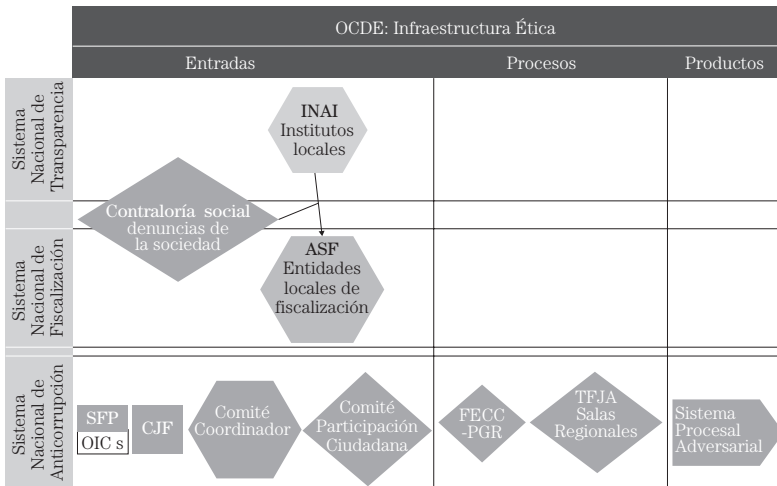 OCDE: Infraestructura Ética
Entradas
Procesos
Productos
Sistema
Nacional de
Transparencia
INAI
Institutos
locales
Contraloría social
denuncias de
la sociedad
Sistema
Nacional de
Fiscalización
ASF
Entidades
locales de
fiscalización
Sistema
Nacional de
Anticorrupción
SFP
OIC s
CJF
Comité
Coordinador
Comité
Participación
Ciudadana
FECC
-PGR
TFJA
Salas
Regionales
Sistema
Procesal
Adversarial